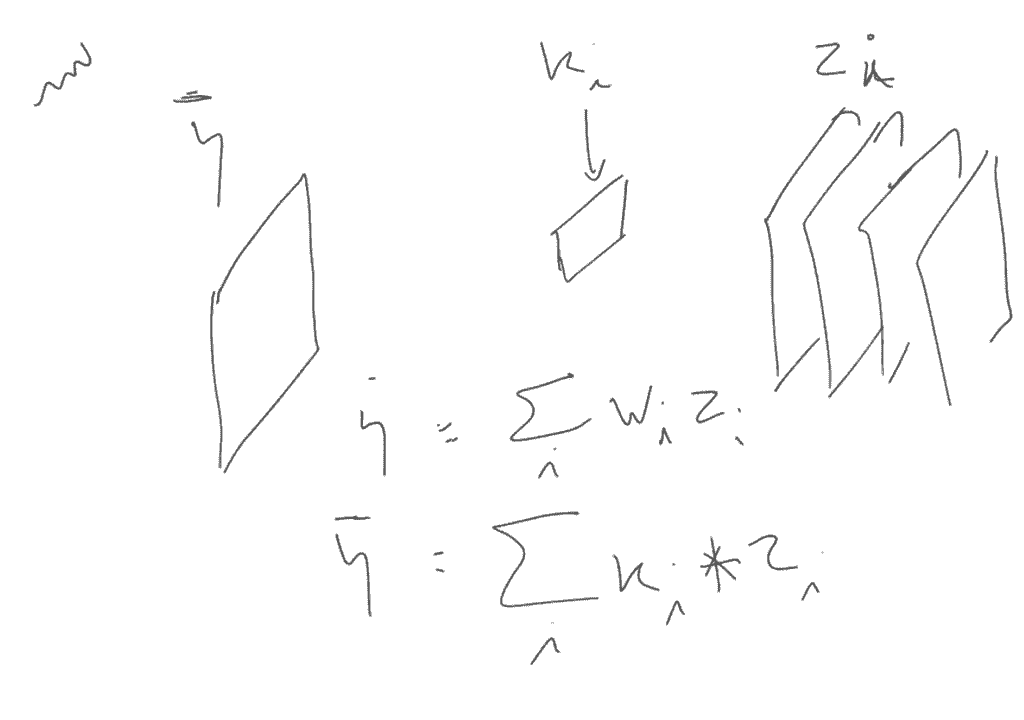 ȳ
k_i
z_i
ȳ = Σ_i w_i z_i
ȳ = Σ_i k_i * z_i